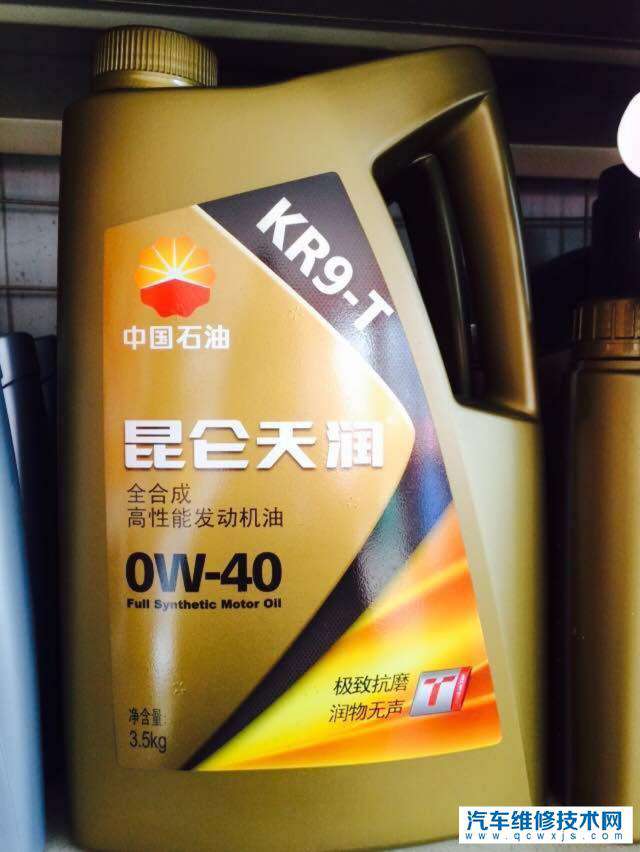 KR9-T
中国石油
昆仑天润
全合成
高性能发动机油
0W-40
Full Synthetic Motor Oil
极致抗磨
润物无声
T
净含量:
3.5kg
汽车维修技术网
www.qcwxjs.com